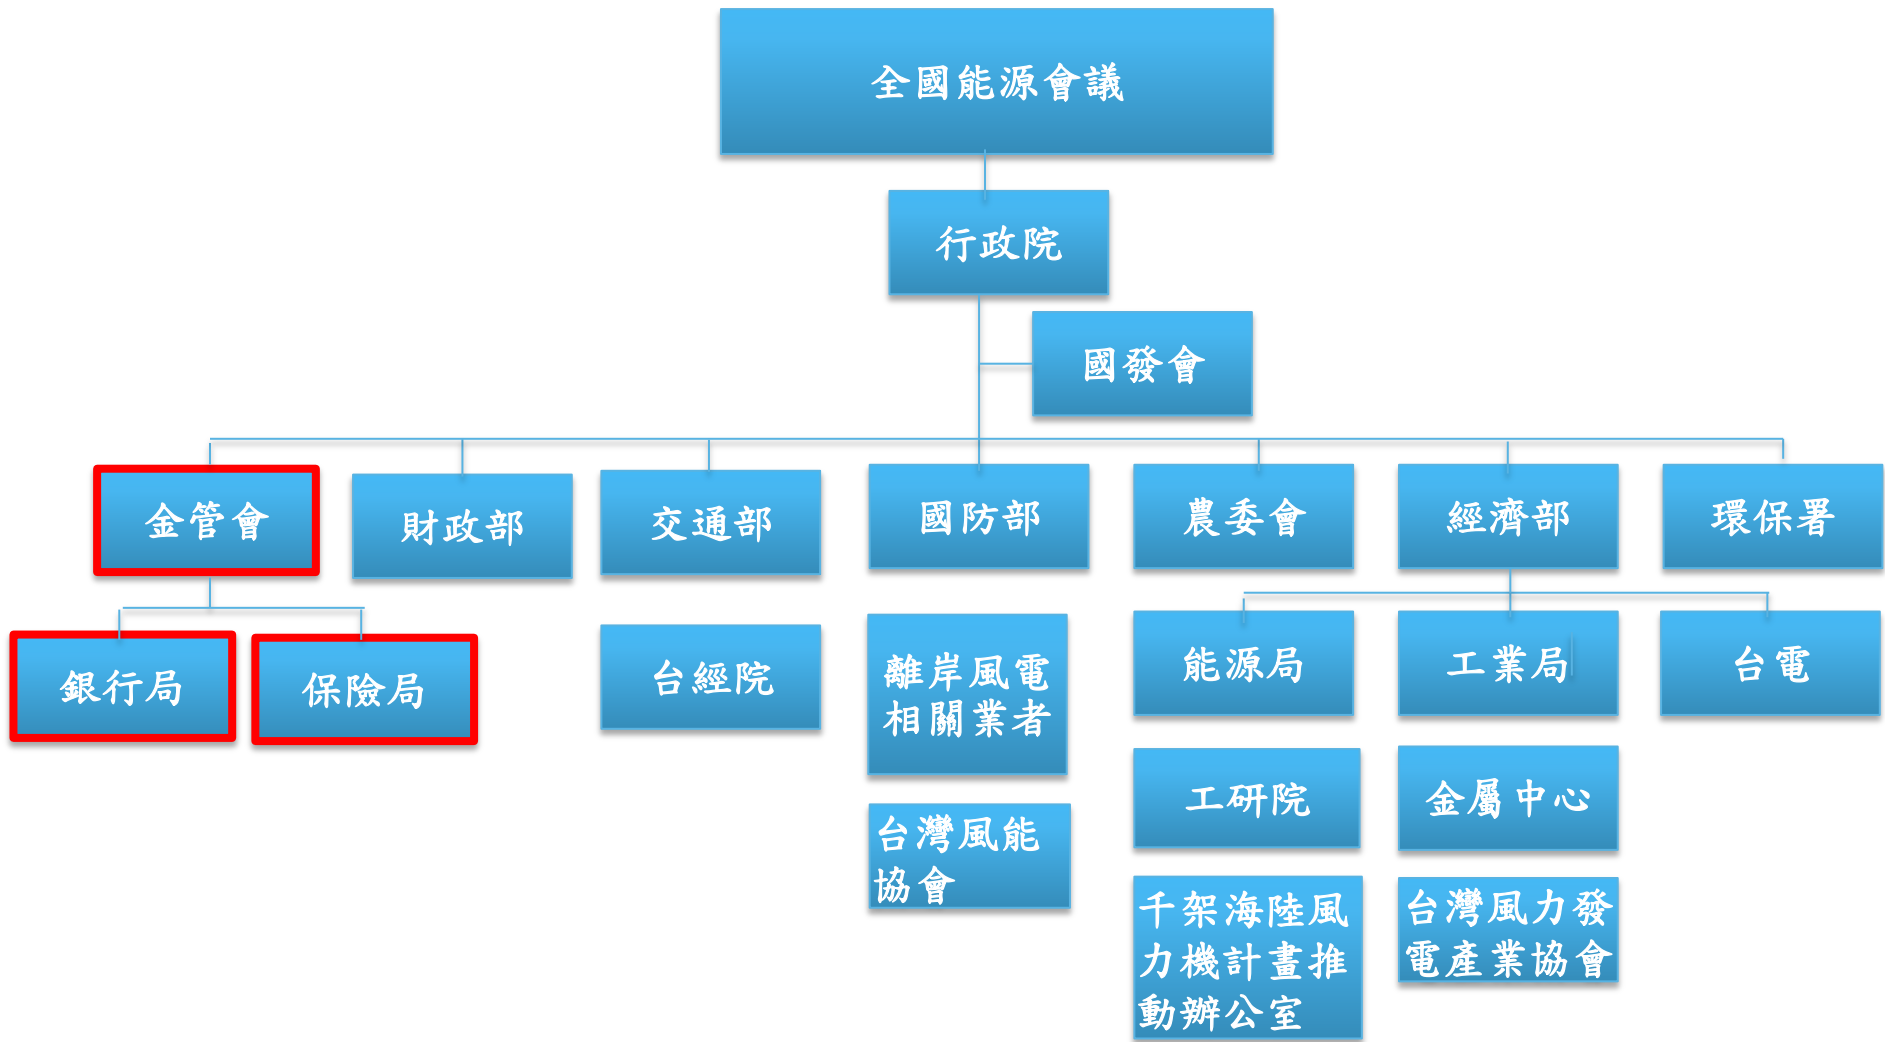 全國能源會議
行政院
國發會
金管會
財政部
交通部
國防部
農委會
經濟部
環保署
銀行局
保險局
台經院
離岸風電
相關業者
能源局
工業局
台電
工研院
金屬中心
台灣風能
協會
千架海陸風
力機計畫推
動辦公室
台灣風力發
電產業協會